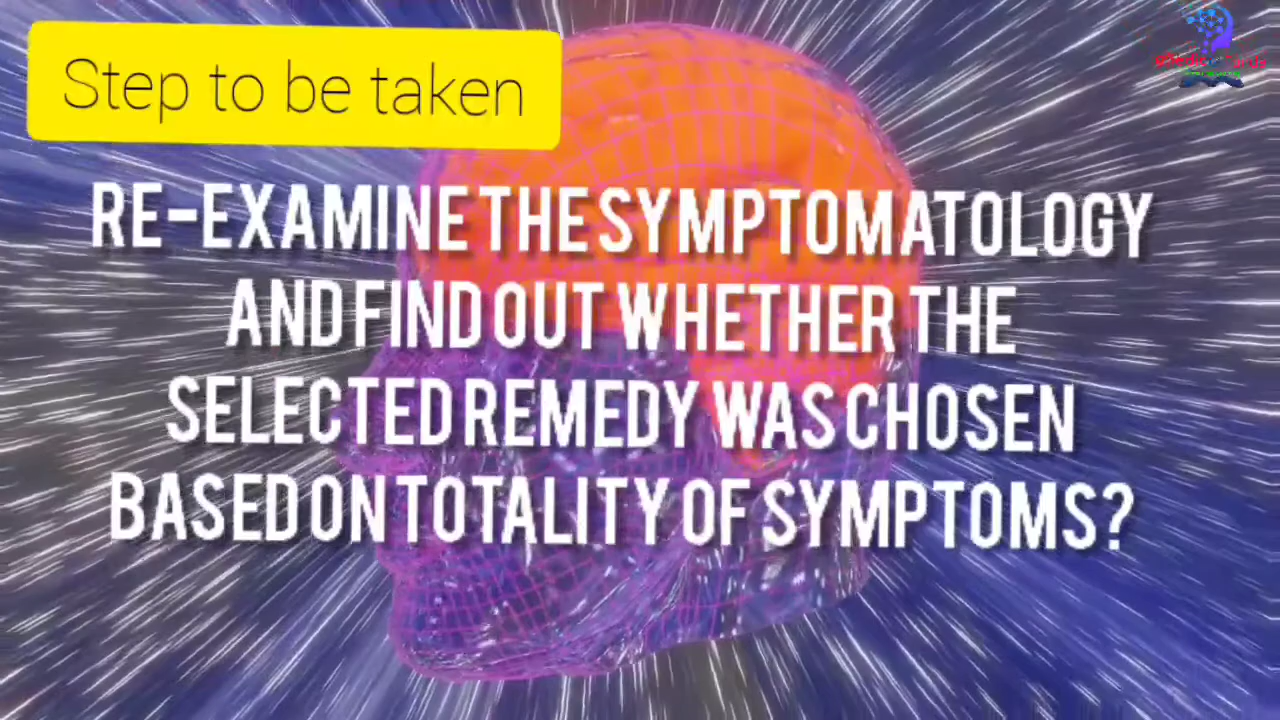 Step to be taken
RE-EXAMINE THE SYMPTOMATOLOGY
AND FIND OUT WHETHER THE
SELECTED REMEDY WAS CHOSEN
BASED ON TOTALITY OF SYMPTOMS?